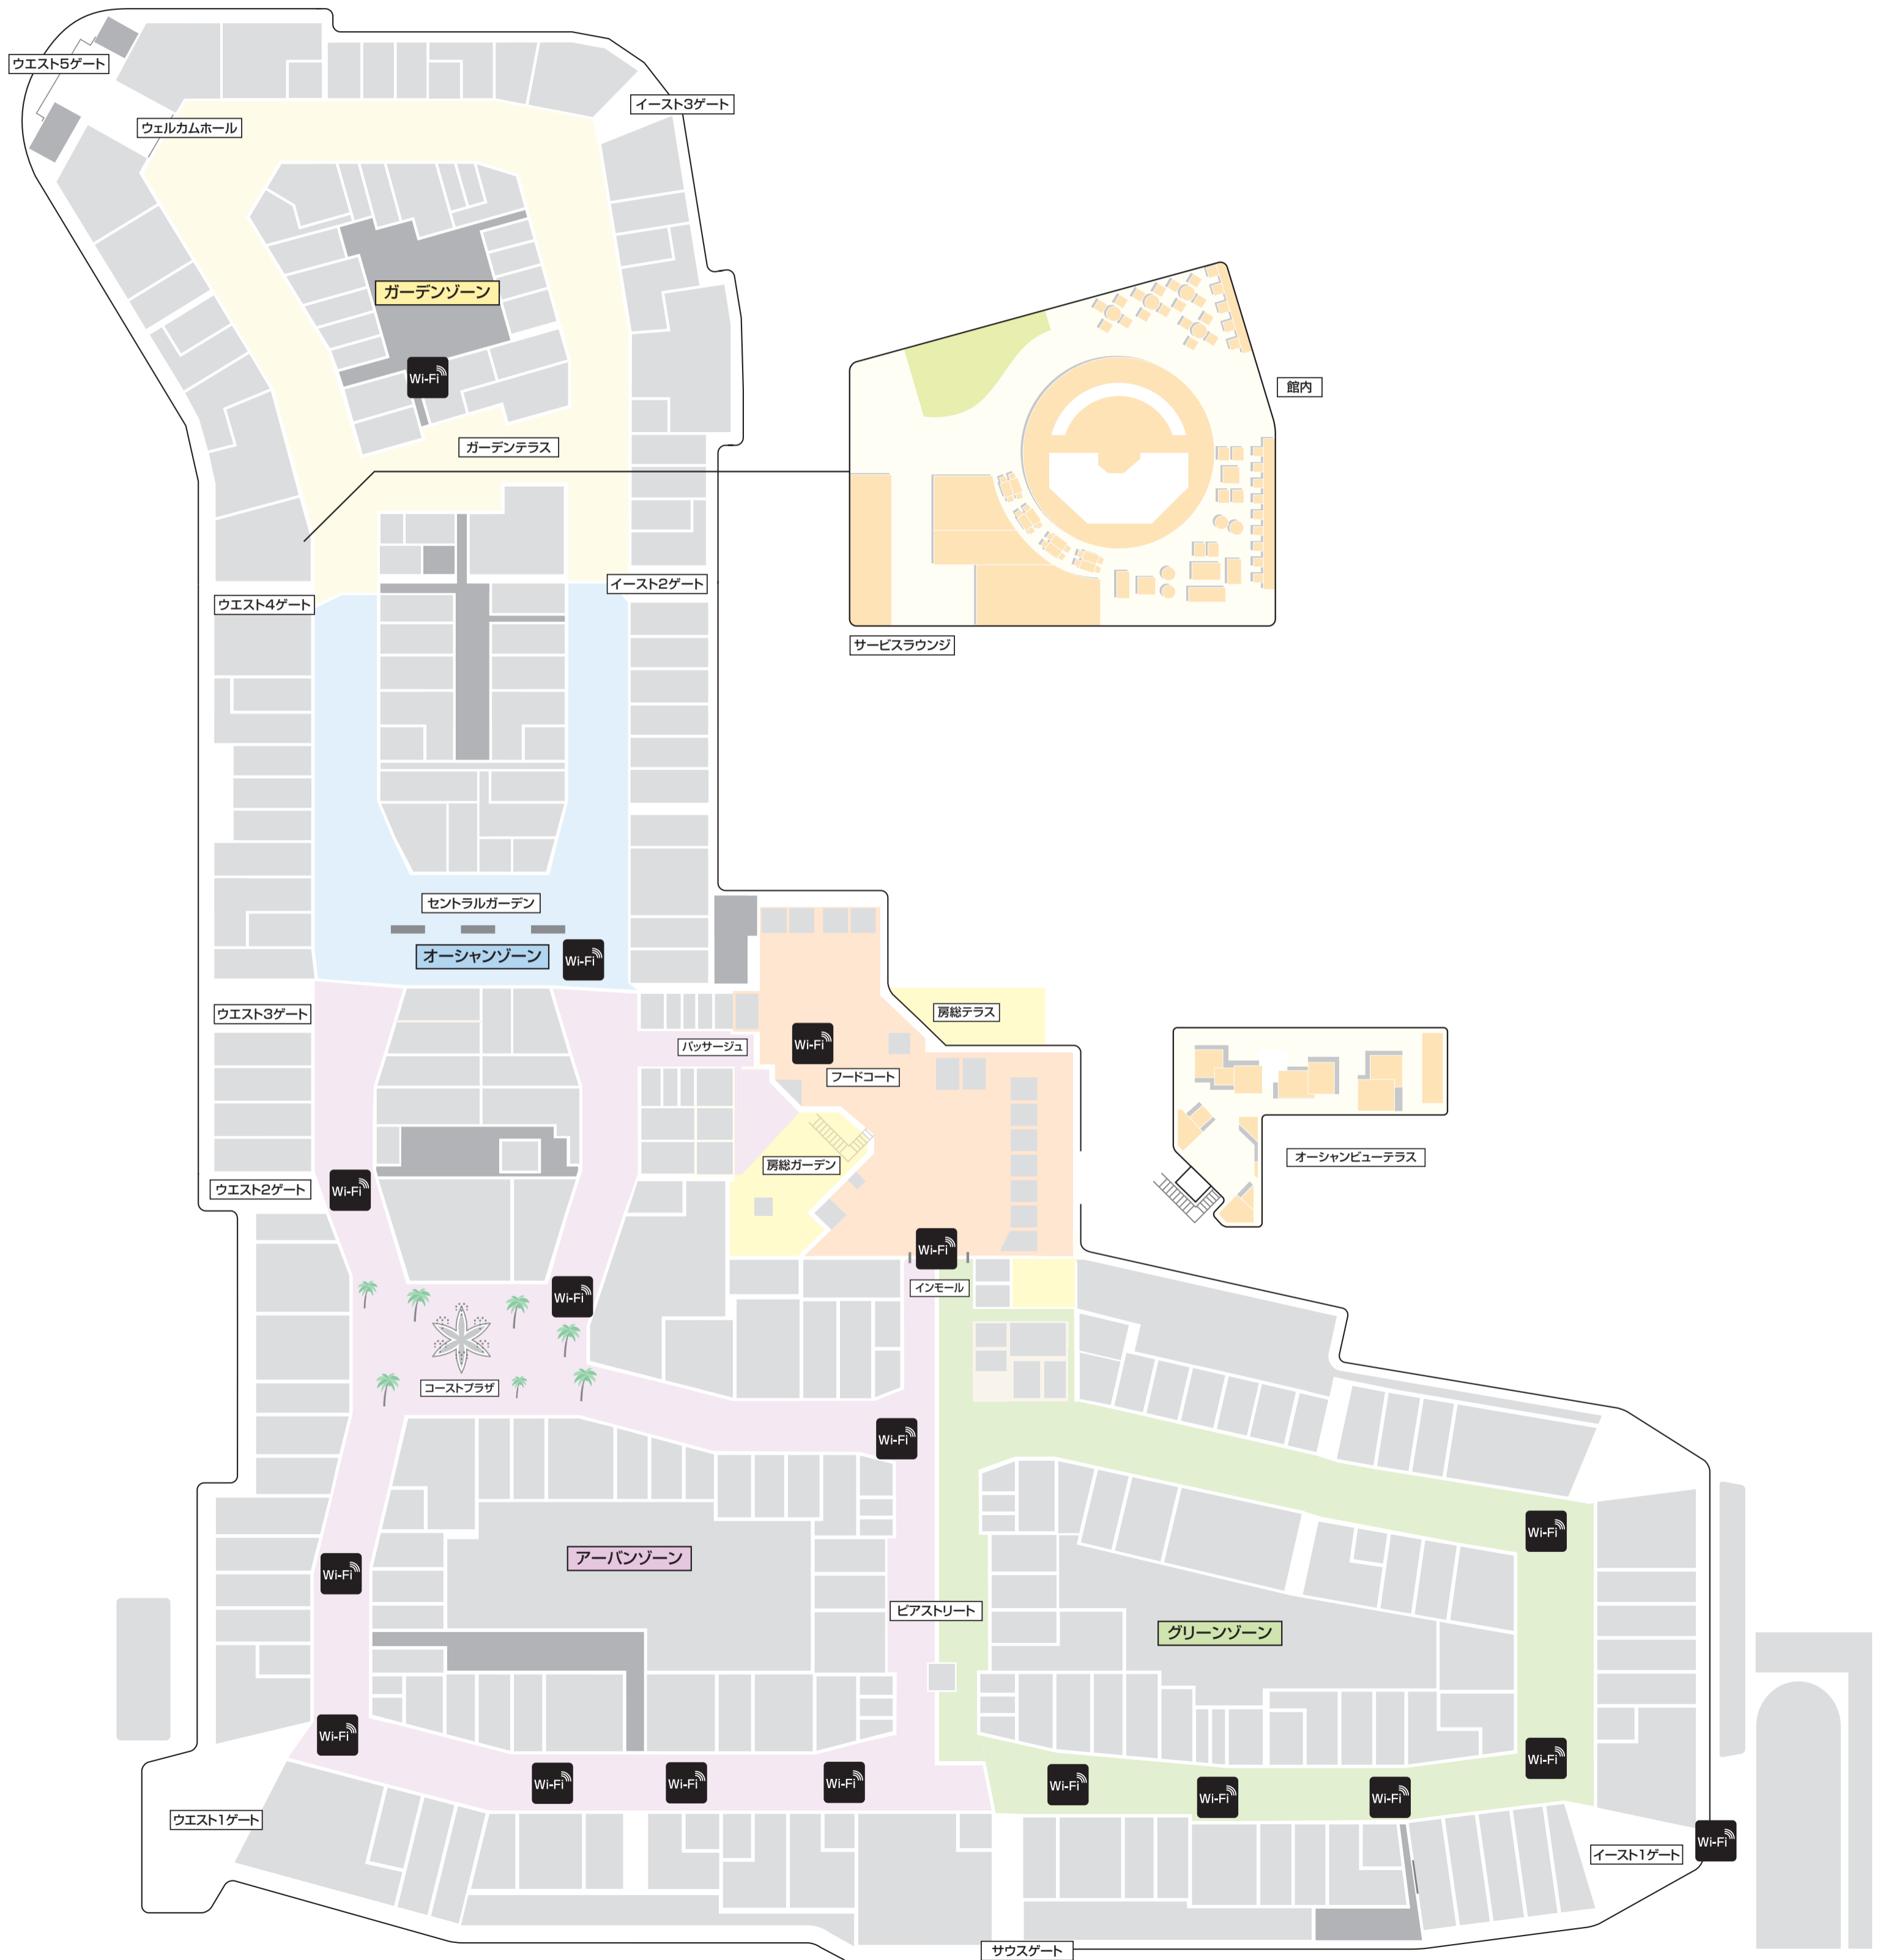 ウエスト5ゲート
イースト3ゲート
ウェルカムホール
ガーデンゾーン
Wi-Fi
館内
ガーデンテラス
イースト2ゲート
ウエスト4ゲート
サービスラウンジ
セントラルガーデン
オーシャンゾーン
Wi-Fi
ウエスト3ゲート
房総テラス
パッサージュ
Wi-Fi
フードコート
房総ガーデン
オーシャンビューテラス
ウエスト2ゲート
Wi-Fi
Wi-Fi
インモール
Wi-Fi
コーストプラザ
Wi-Fi
Wi-Fi
アーバンゾーン
Wi-Fi
ピアストリート
グリーンゾーン
Wi-Fi
Wi-Fi
Wi-Fi
Wi-Fi
Wi-Fi
Wi-Fi
Wi-Fi
Wi-Fi
ウエスト1ゲート
Wi-Fi
イースト1ゲート
サウスゲート